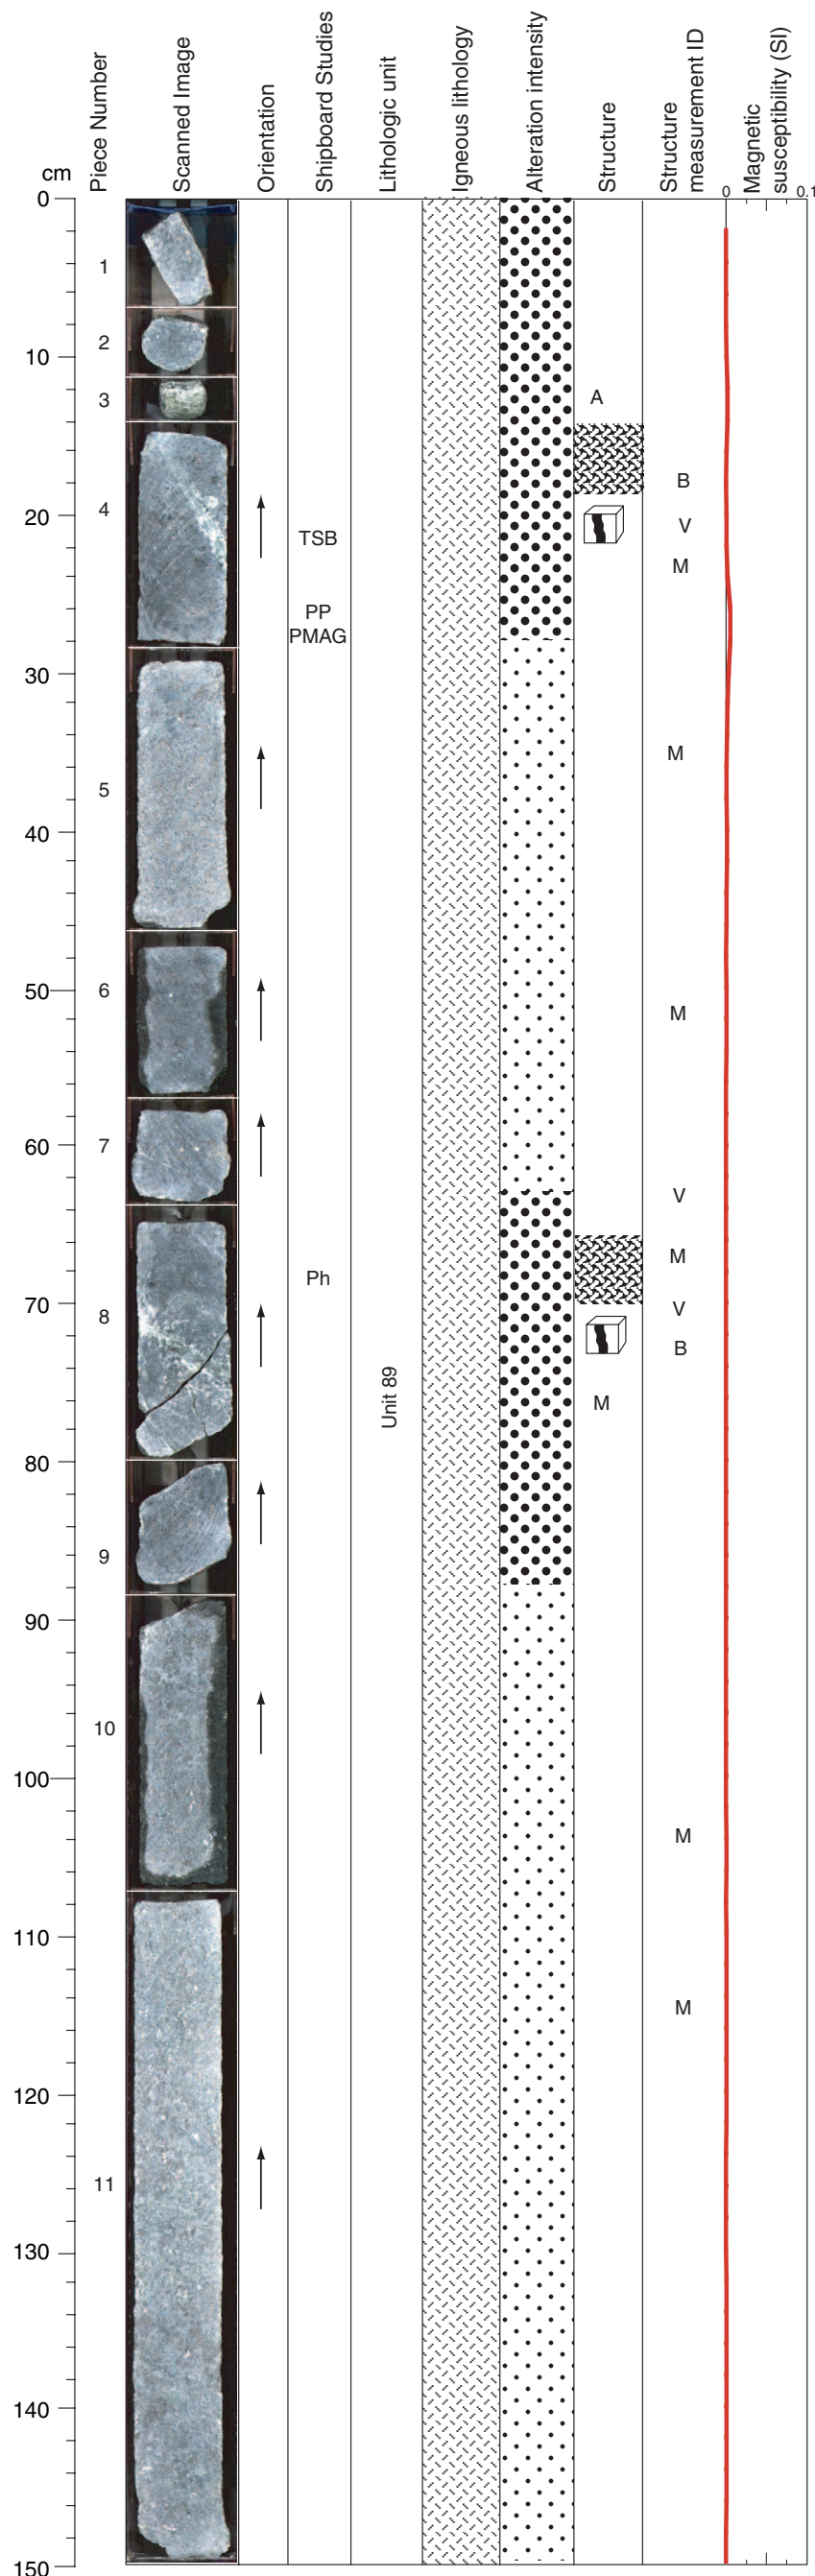 cm
Piece Number
Scanned Image
Orientation
Shipboard Studies
Lithologic unit
Igneous lithology
Alteration intensity
Structure
Structure
measurement ID
Magnetic
susceptibility (SI)
0 0.1
0
1
2
10
3
A
4
B
20
V
TSB
M
PP
PMAG
30
M
5
40
50
6
M
60
7
V
M
Ph
70
8
V
B
Unit 89
M
80
9
90
10
100
M
110
M
120
11
130
140
150